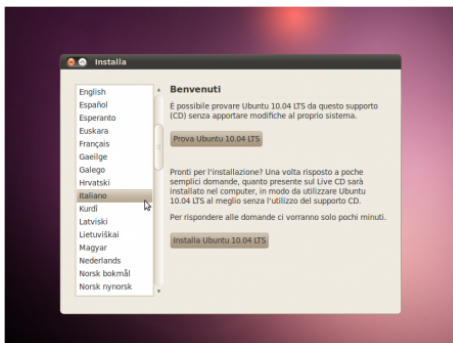 Installa
English
Español
Esperanto
Euskara
Français
Gaeilge
Galego
Hrvatski
Italiano
Kurdî
Latviski
Lietuviškai
Magyar
Nederlands
Norsk bokmål
Norsk nynorsk
Benvenuti
È possibile provare Ubuntu 10.04 LTS da questo supporto
(CD) senza apportare modifiche al proprio sistema.
Prova Ubuntu 10.04 LTS
Pronti per l'installazione? Una volta risposto a poche
semplici domande, quanto presente sul Live CD sarà
installato nel computer, in modo da utilizzare Ubuntu
10.04 LTS al meglio senza l'utilizzo del supporto CD.
Per rispondere alle domande ci vorranno solo pochi minuti.
Installa Ubuntu 10.04 LTS